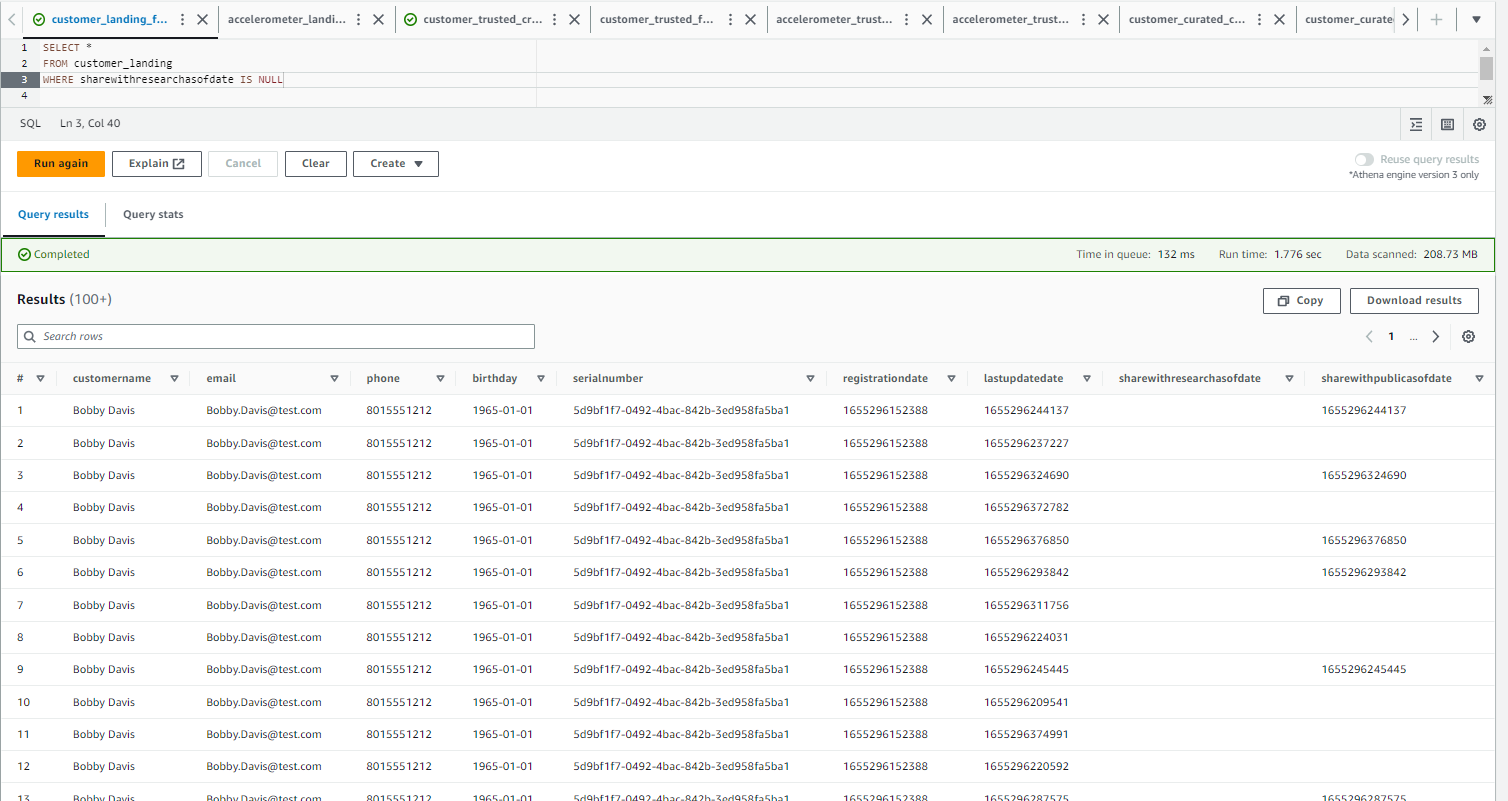 customer_landing_f... accelerometer_landi... customer_trusted_cr... customer_trusted_f... accelerometer_trust... accelerometer_trust... customer_curated_c... customer_curate
1 SELECT *
2 FROM customer_landing
3 WHERE sharewithresearchasofdate IS NULL
4
SQL Ln 3, Col 40
Run again Explain Cancel Clear Create Reuse query results
*Athena engine version 3 only
Query results Query stats
Completed Time in queue: 132 ms Run time: 1.776 sec Data scanned: 208.73 MB
Results (100+) Copy Download results
Search rows 1 ...
# customername email phone birthday serialnumber registrationdate lastupdatedate sharewithresearchasofdate sharewithpublicasofdate
1 Bobby Davis Bobby.Davis@test.com 8015551212 1965-01-01 5d9bf1f7-0492-4bac-842b-3ed958fa5ba1 1655296152388 1655296244137 1655296244137
2 Bobby Davis Bobby.Davis@test.com 8015551212 1965-01-01 5d9bf1f7-0492-4bac-842b-3ed958fa5ba1 1655296152388 1655296237227
3 Bobby Davis Bobby.Davis@test.com 8015551212 1965-01-01 5d9bf1f7-0492-4bac-842b-3ed958fa5ba1 1655296152388 1655296324690 1655296324690
4 Bobby Davis Bobby.Davis@test.com 8015551212 1965-01-01 5d9bf1f7-0492-4bac-842b-3ed958fa5ba1 1655296152388 1655296372782
5 Bobby Davis Bobby.Davis@test.com 8015551212 1965-01-01 5d9bf1f7-0492-4bac-842b-3ed958fa5ba1 1655296152388 1655296376850 1655296376850
6 Bobby Davis Bobby.Davis@test.com 8015551212 1965-01-01 5d9bf1f7-0492-4bac-842b-3ed958fa5ba1 1655296152388 1655296293842 1655296293842
7 Bobby Davis Bobby.Davis@test.com 8015551212 1965-01-01 5d9bf1f7-0492-4bac-842b-3ed958fa5ba1 1655296152388 1655296311756
8 Bobby Davis Bobby.Davis@test.com 8015551212 1965-01-01 5d9bf1f7-0492-4bac-842b-3ed958fa5ba1 1655296152388 1655296224031
9 Bobby Davis Bobby.Davis@test.com 8015551212 1965-01-01 5d9bf1f7-0492-4bac-842b-3ed958fa5ba1 1655296152388 1655296245445 1655296245445
10 Bobby Davis Bobby.Davis@test.com 8015551212 1965-01-01 5d9bf1f7-0492-4bac-842b-3ed958fa5ba1 1655296152388 1655296209541
11 Bobby Davis Bobby.Davis@test.com 8015551212 1965-01-01 5d9bf1f7-0492-4bac-842b-3ed958fa5ba1 1655296152388 1655296374991
12 Bobby Davis Bobby.Davis@test.com 8015551212 1965-01-01 5d9bf1f7-0492-4bac-842b-3ed958fa5ba1 1655296152388 1655296220592
13 Bobby Davis Bobby.Davis@test.com 8015551212 1965-01-01 5d9bf1f7-0492-4bac-842b-3ed958fa5ba1 1655296152388 1655296287575 1655296287575